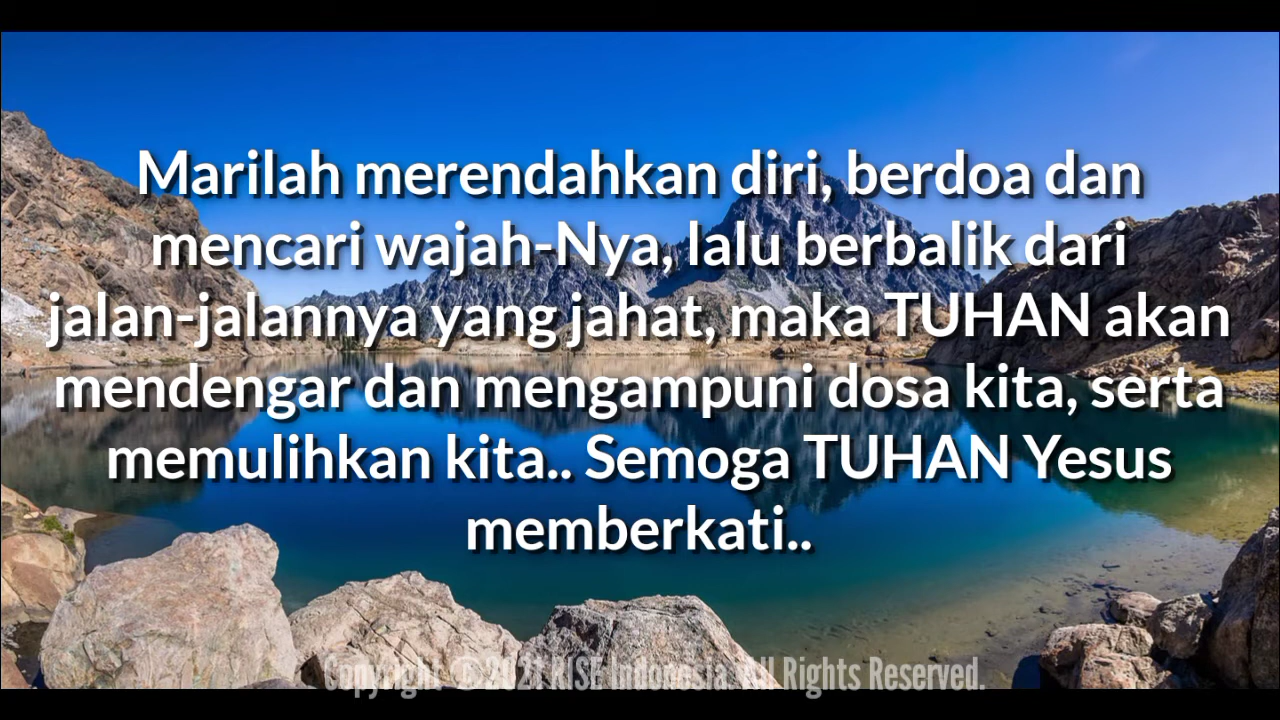 Marilah merendahkan diri, berdoa dan
mencari wajah-Nya, lalu berbalik dari
jalan-jalannya yang jahat, maka TUHAN akan
mendengar dan mengampuni dosa kita, serta
memulihkan kita.. Semoga TUHAN Yesus
memberkati..
Copyright © 2021 RISE Indonesia. All Rights Reserved.